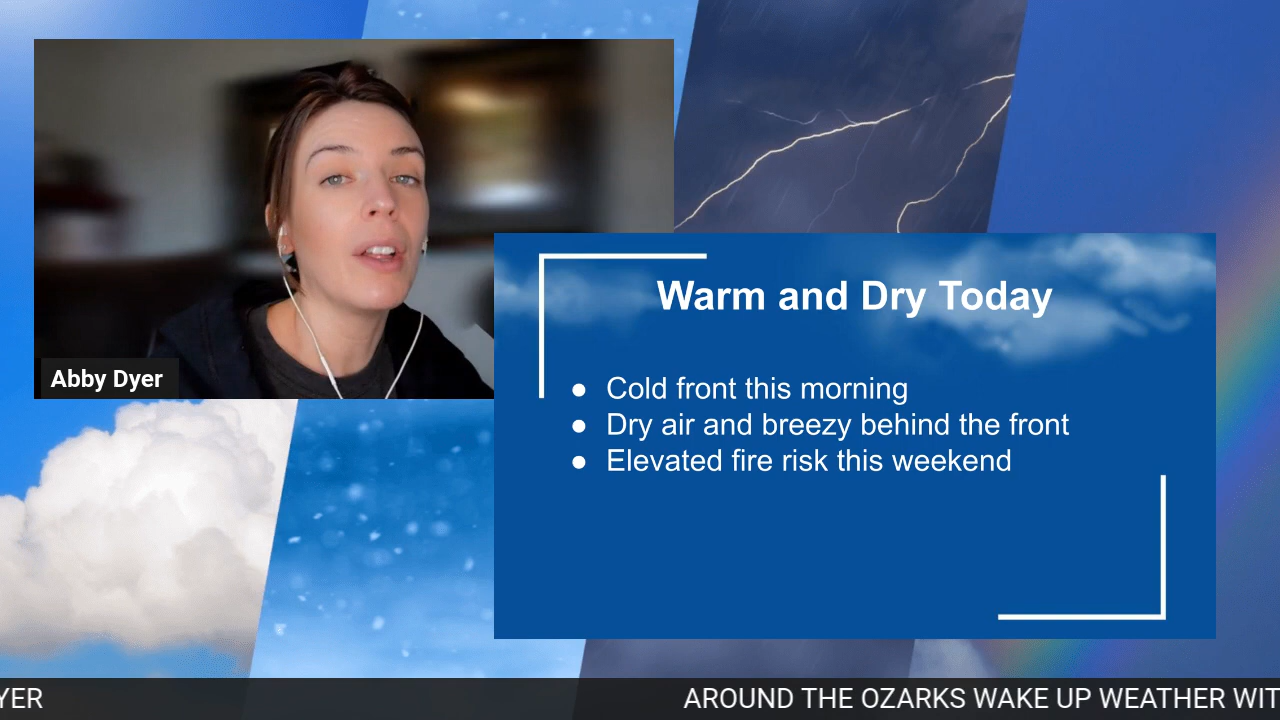 Abby Dyer
Warm and Dry Today
● Cold front this morning
● Dry air and breezy behind the front
● Elevated fire risk this weekend
YER
AROUND THE OZARKS WAKE UP WEATHER WIT